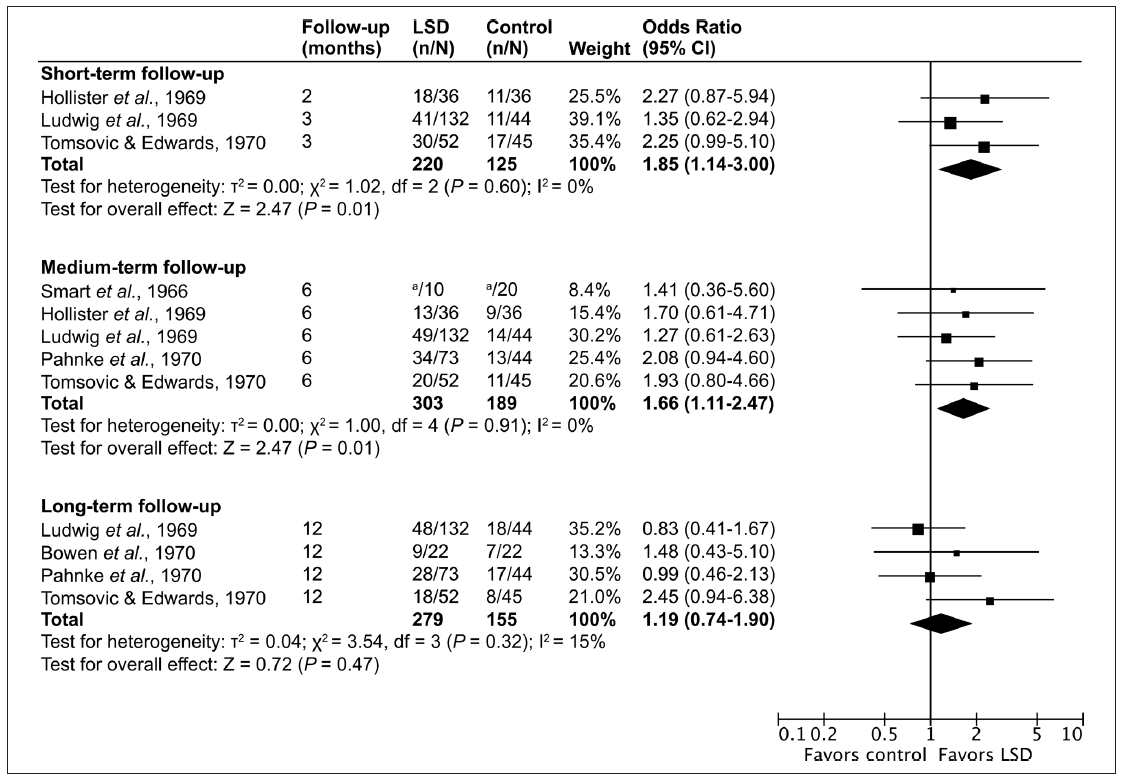 Follow-up LSD Control Odds Ratio
(months) (n/N) (n/N) Weight (95% CI)
Short-term follow-up
Hollister et al., 1969 2 18/36 11/36 25.5% 2.27 (0.87-5.94)
Ludwig et al., 1969 3 41/132 11/44 39.1% 1.35 (0.62-2.94)
Tomsovic & Edwards, 1970 3 30/52 17/45 35.4% 2.25 (0.99-5.10)
Total 220 125 100% 1.85 (1.14-3.00)
Test for heterogeneity: τ² = 0.00; χ² = 1.02, df = 2 (P = 0.60); I² = 0%
Test for overall effect: Z = 2.47 (P = 0.01)
Medium-term follow-up
Smart et al., 1966 6 ᵃ/10 ᵃ/20 8.4% 1.41 (0.36-5.60)
Hollister et al., 1969 6 13/36 9/36 15.4% 1.70 (0.61-4.71)
Ludwig et al., 1969 6 49/132 14/44 30.2% 1.27 (0.61-2.63)
Pahnke et al., 1970 6 34/73 13/44 25.4% 2.08 (0.94-4.60)
Tomsovic & Edwards, 1970 6 20/52 11/45 20.6% 1.93 (0.80-4.66)
Total 303 189 100% 1.66 (1.11-2.47)
Test for heterogeneity: τ² = 0.00; χ² = 1.00, df = 4 (P = 0.91); I² = 0%
Test for overall effect: Z = 2.47 (P = 0.01)
Long-term follow-up
Ludwig et al., 1969 12 48/132 18/44 35.2% 0.83 (0.41-1.67)
Bowen et al., 1970 12 9/22 7/22 13.3% 1.48 (0.43-5.10)
Pahnke et al., 1970 12 28/73 17/44 30.5% 0.99 (0.46-2.13)
Tomsovic & Edwards, 1970 12 18/52 8/45 21.0% 2.45 (0.94-6.38)
Total 279 155 100% 1.19 (0.74-1.90)
Test for heterogeneity: τ² = 0.04; χ² = 3.54, df = 3 (P = 0.32); I² = 15%
Test for overall effect: Z = 0.72 (P = 0.47)
0.1 0.2 0.5 1 2 5 10
Favors control Favors LSD